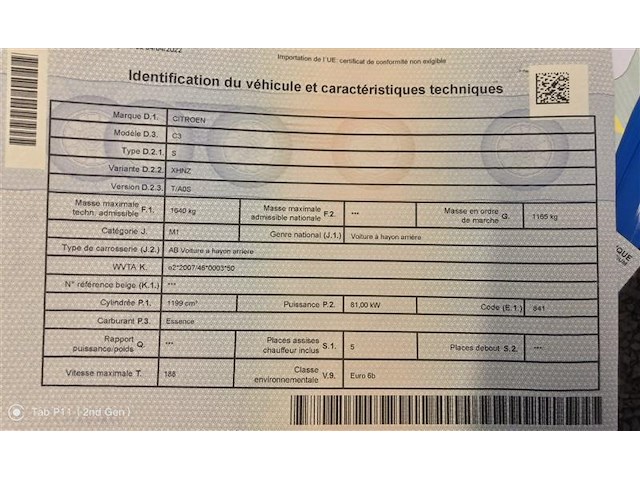 04/04/2022
Importation de l'UE, certificat de conformité non exigible
Identification du véhicule et caractéristiques techniques
Marque D.1. CITROEN
Modèle D.3. C3
Type D.2.1. S
Variante D.2.2. XHNZ
Version D.2.3. T/A0S
Masse maximale techn. admissible F.1. 1640 kg Masse maximale admissible nationale F.2. *** Masse en ordre de marche G. 1165 kg
Catégorie J. M1 Genre national (J.1.) Voiture à hayon arrière
Type de carrosserie (J.2.) AB Voiture à hayon arrière
WVTA K. e2*2007/46*0003*50
N° référence belge (K.1.) ***
Cylindrée P.1. 1199 cm³ Puissance P.2. 81,00 kW Code (E.1.) 841
Carburant P.3. Essence
Rapport puissance/poids Q. *** Places assises chauffeur inclus S.1. 5 Places debout S.2. ***
Vitesse maximale T. 188 Classe environnementale V.9. Euro 6b
Tab P11 ( 2nd Gen )